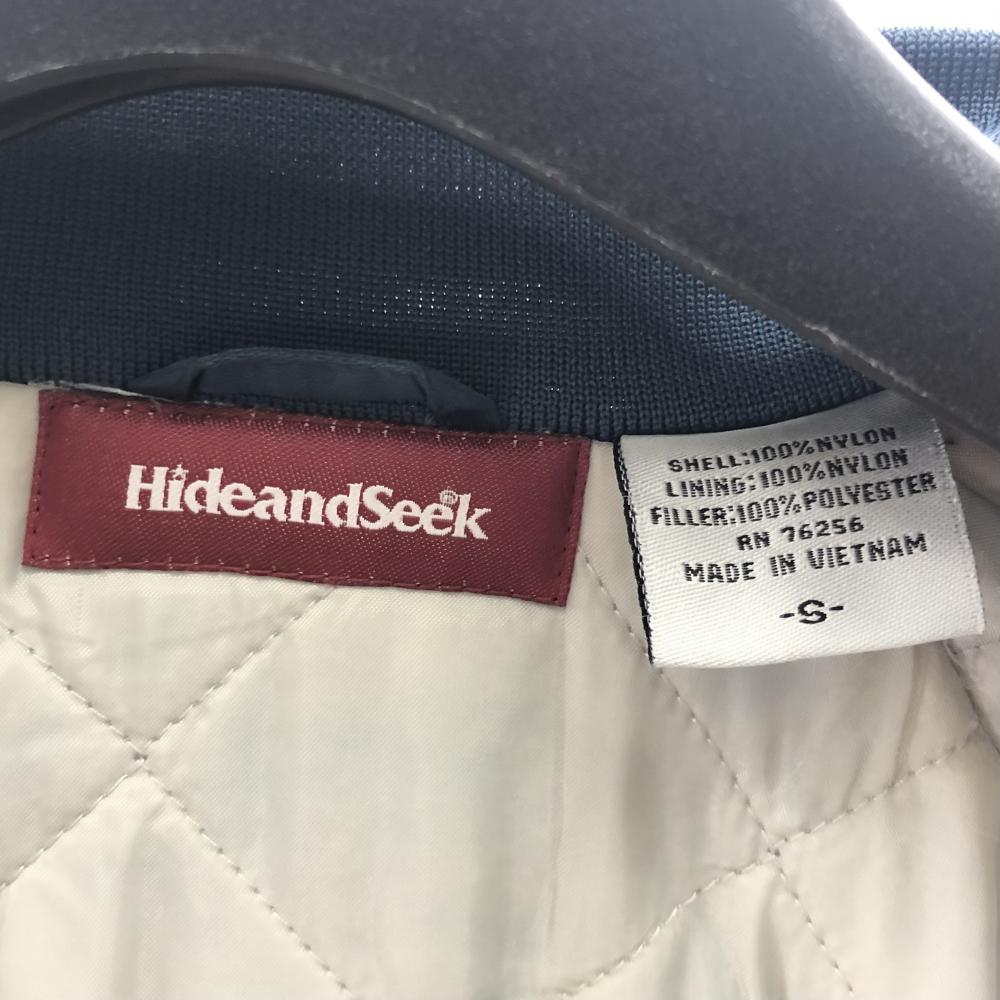 HideandSeek
SHELL:100%NYLON
LINING:100%NYLON
FILLER:100%POLYESTER
RN 76256
MADE IN VIETNAM
-S-